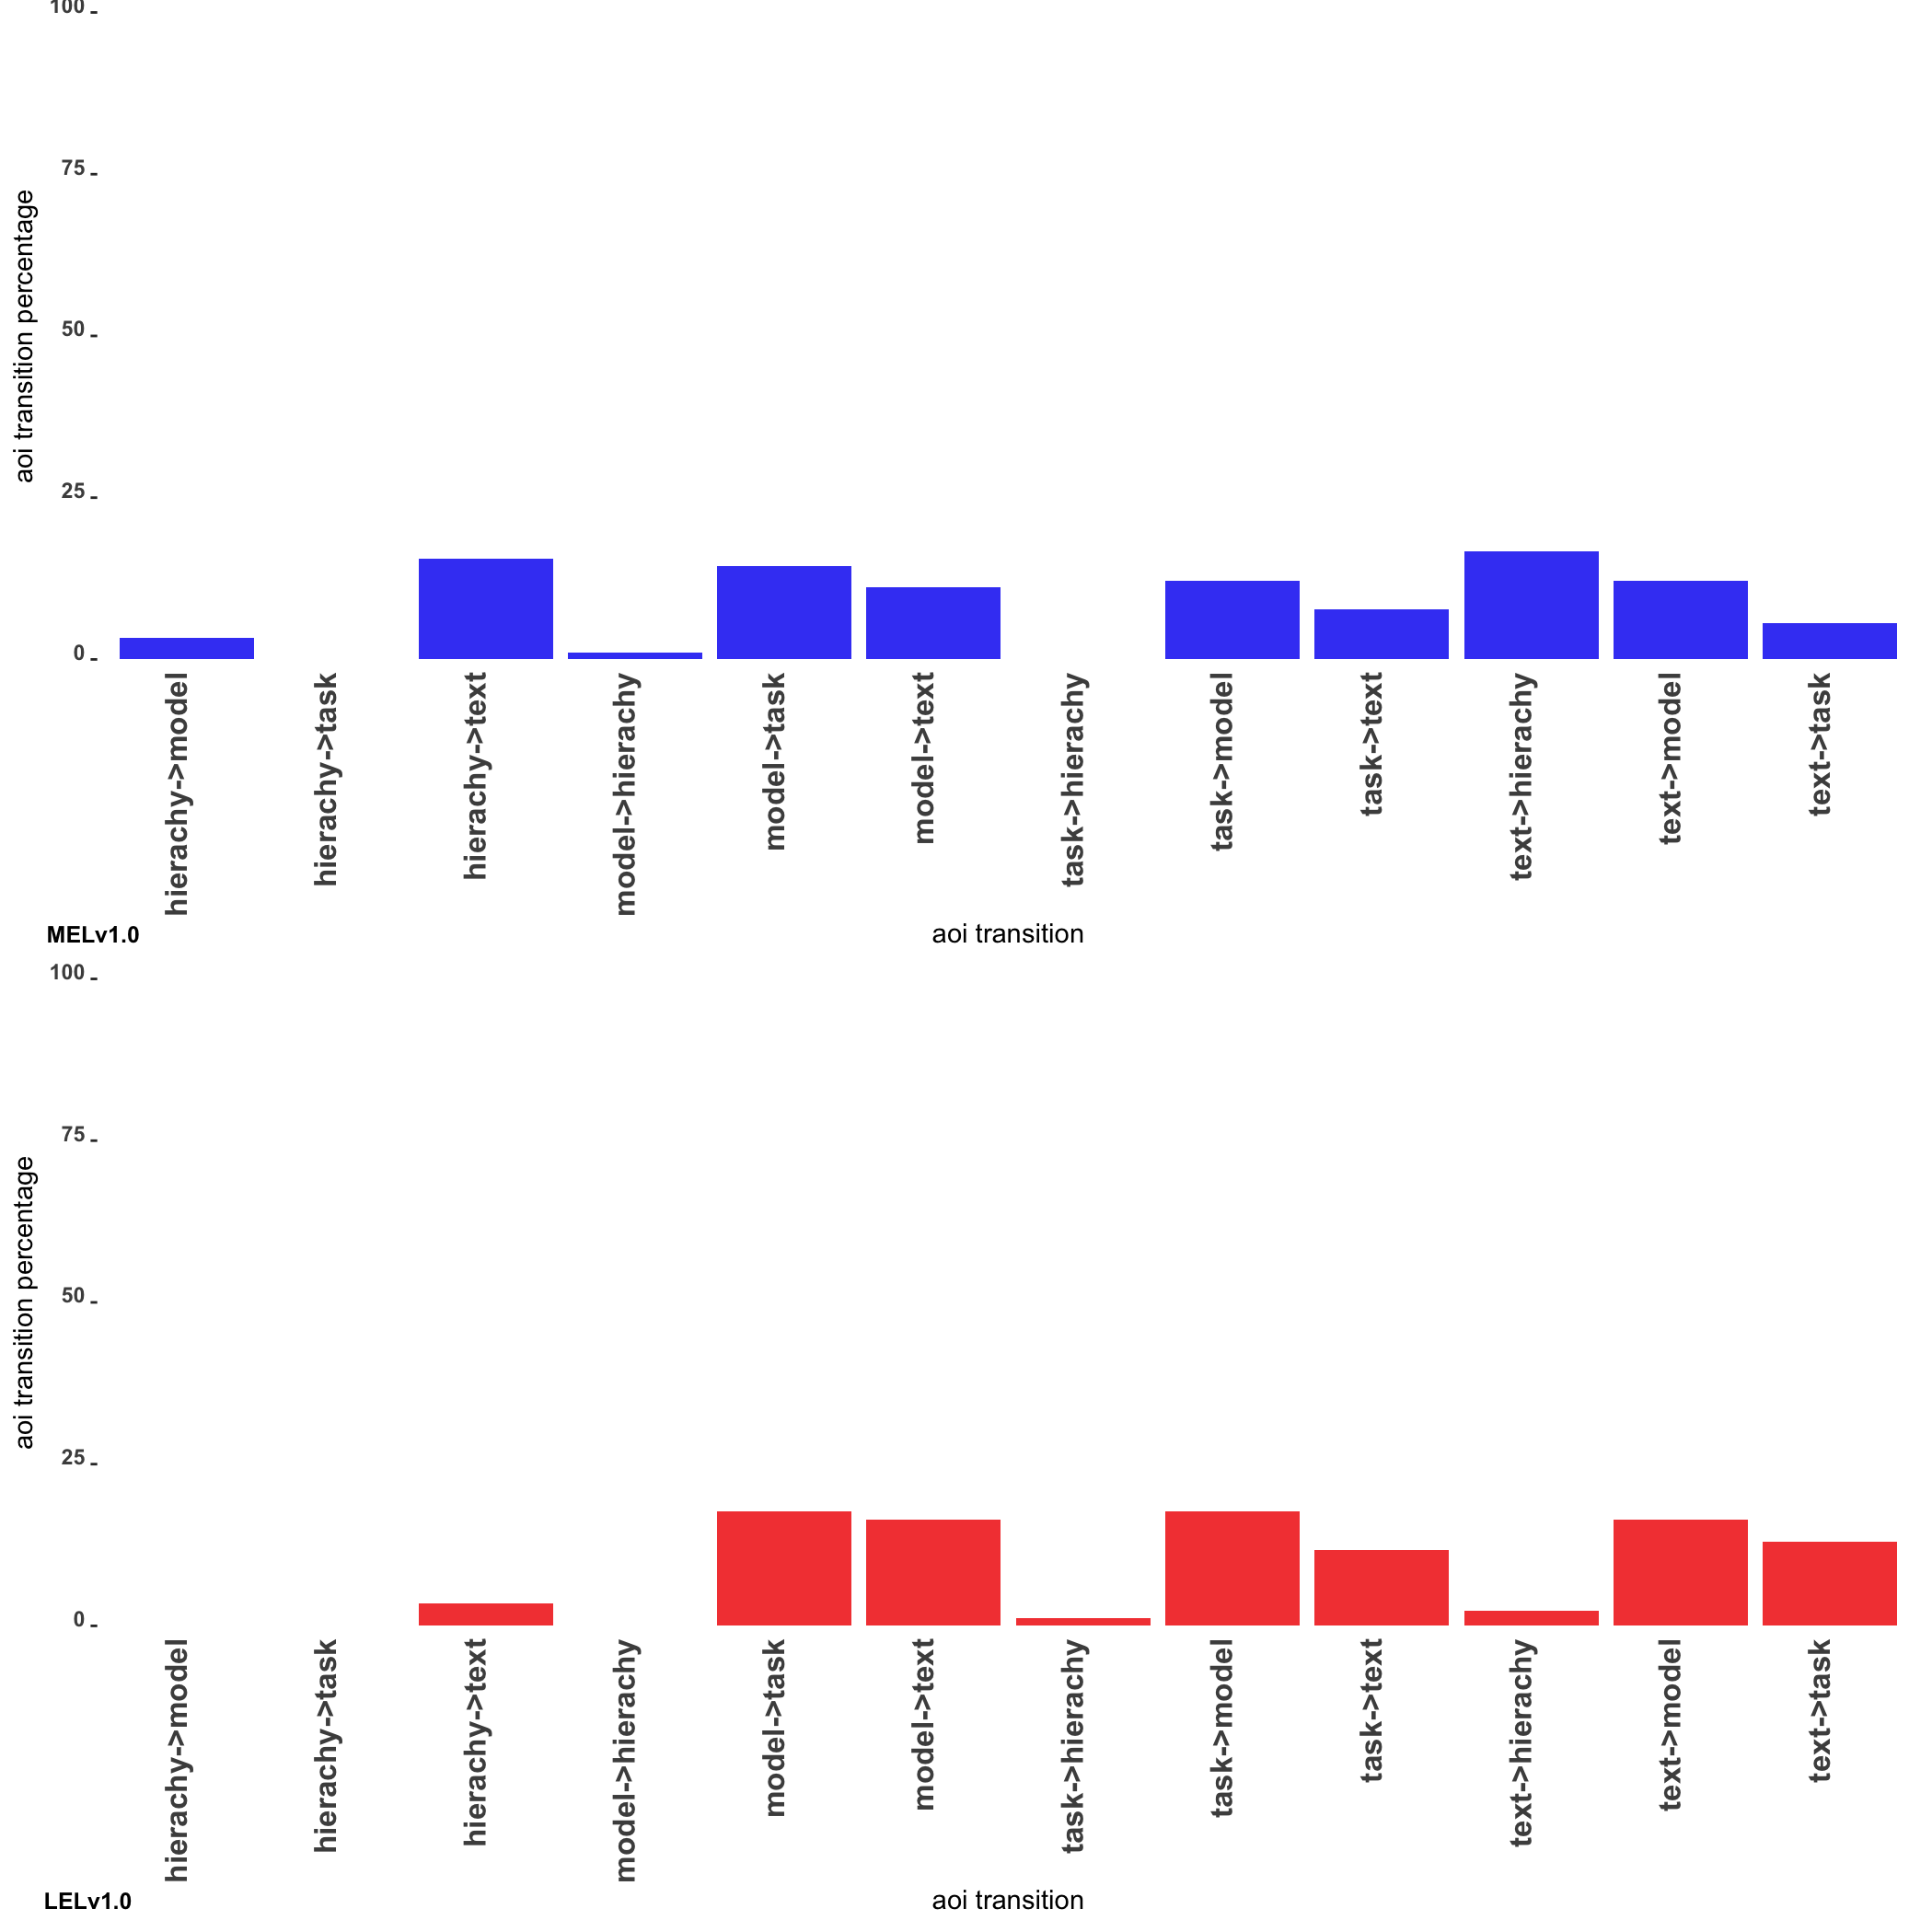 100
75
50
25
0
aoi transition percentage
hierachy->model
hierachy->task
hierachy->text
model->hierachy
model->task
model->text
task->hierachy
task->model
task->text
text->hierachy
text->model
text->task
MELv1.0
aoi transition
100
75
50
25
0
aoi transition percentage
hierachy->model
hierachy->task
hierachy->text
model->hierachy
model->task
model->text
task->hierachy
task->model
task->text
text->hierachy
text->model
text->task
LELv1.0
aoi transition